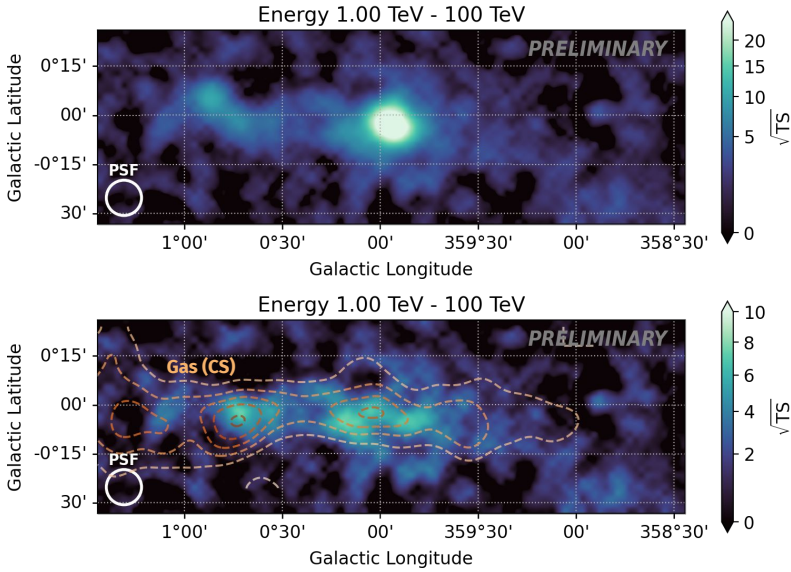 Energy 1.00 TeV - 100 TeV
PRELIMINARY
Galactic Latitude
0°15'
00'
-0°15'
30'
PSF
1°00'
0°30'
00'
359°30'
00'
358°30'
Galactic Longitude
20
15
10
5
0
√TS
Energy 1.00 TeV - 100 TeV
PRELIMINARY
Gas (CS)
Galactic Latitude
0°15'
00'
-0°15'
30'
PSF
1°00'
0°30'
00'
359°30'
00'
358°30'
Galactic Longitude
10
8
6
4
2
0
√TS